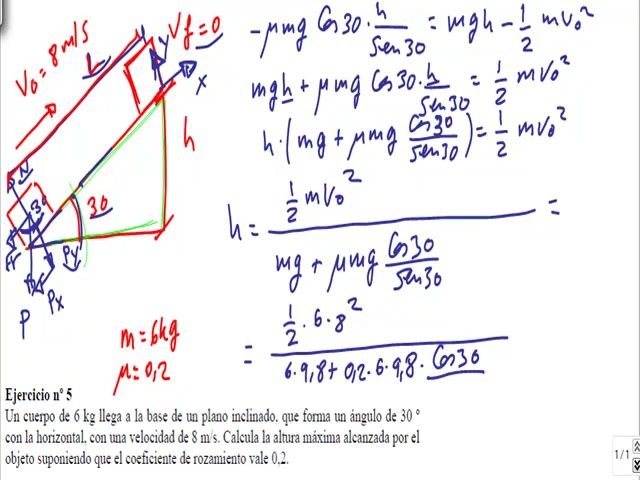 V₀ = 8 m/s
L
Vf = 0
Y
X
h
N
30
30
Fr
Py
Px
P
m = 6 kg
μ = 0,2
-μmg Cos30 · h/sen30 = mgh - 1/2 mV₀²
mgh + μmg Cos30 · h/sen30 = 1/2 mV₀²
h · (mg + μmg Cos30/sen30) = 1/2 mV₀²
h = 1/2 mV₀² / mg + μmg Cos30/sen30 =
= 1/2 · 6 · 8² / 6·9,8 + 0,2·6·9,8 · Cos30
Ejercicio nº 5
Un cuerpo de 6 kg llega a la base de un plano inclinado, que forma un ángulo de 30 º
con la horizontal, con una velocidad de 8 m/s. Calcula la altura máxima alcanzada por el
objeto suponiendo que el coeficiente de rozamiento vale 0,2.
1/1